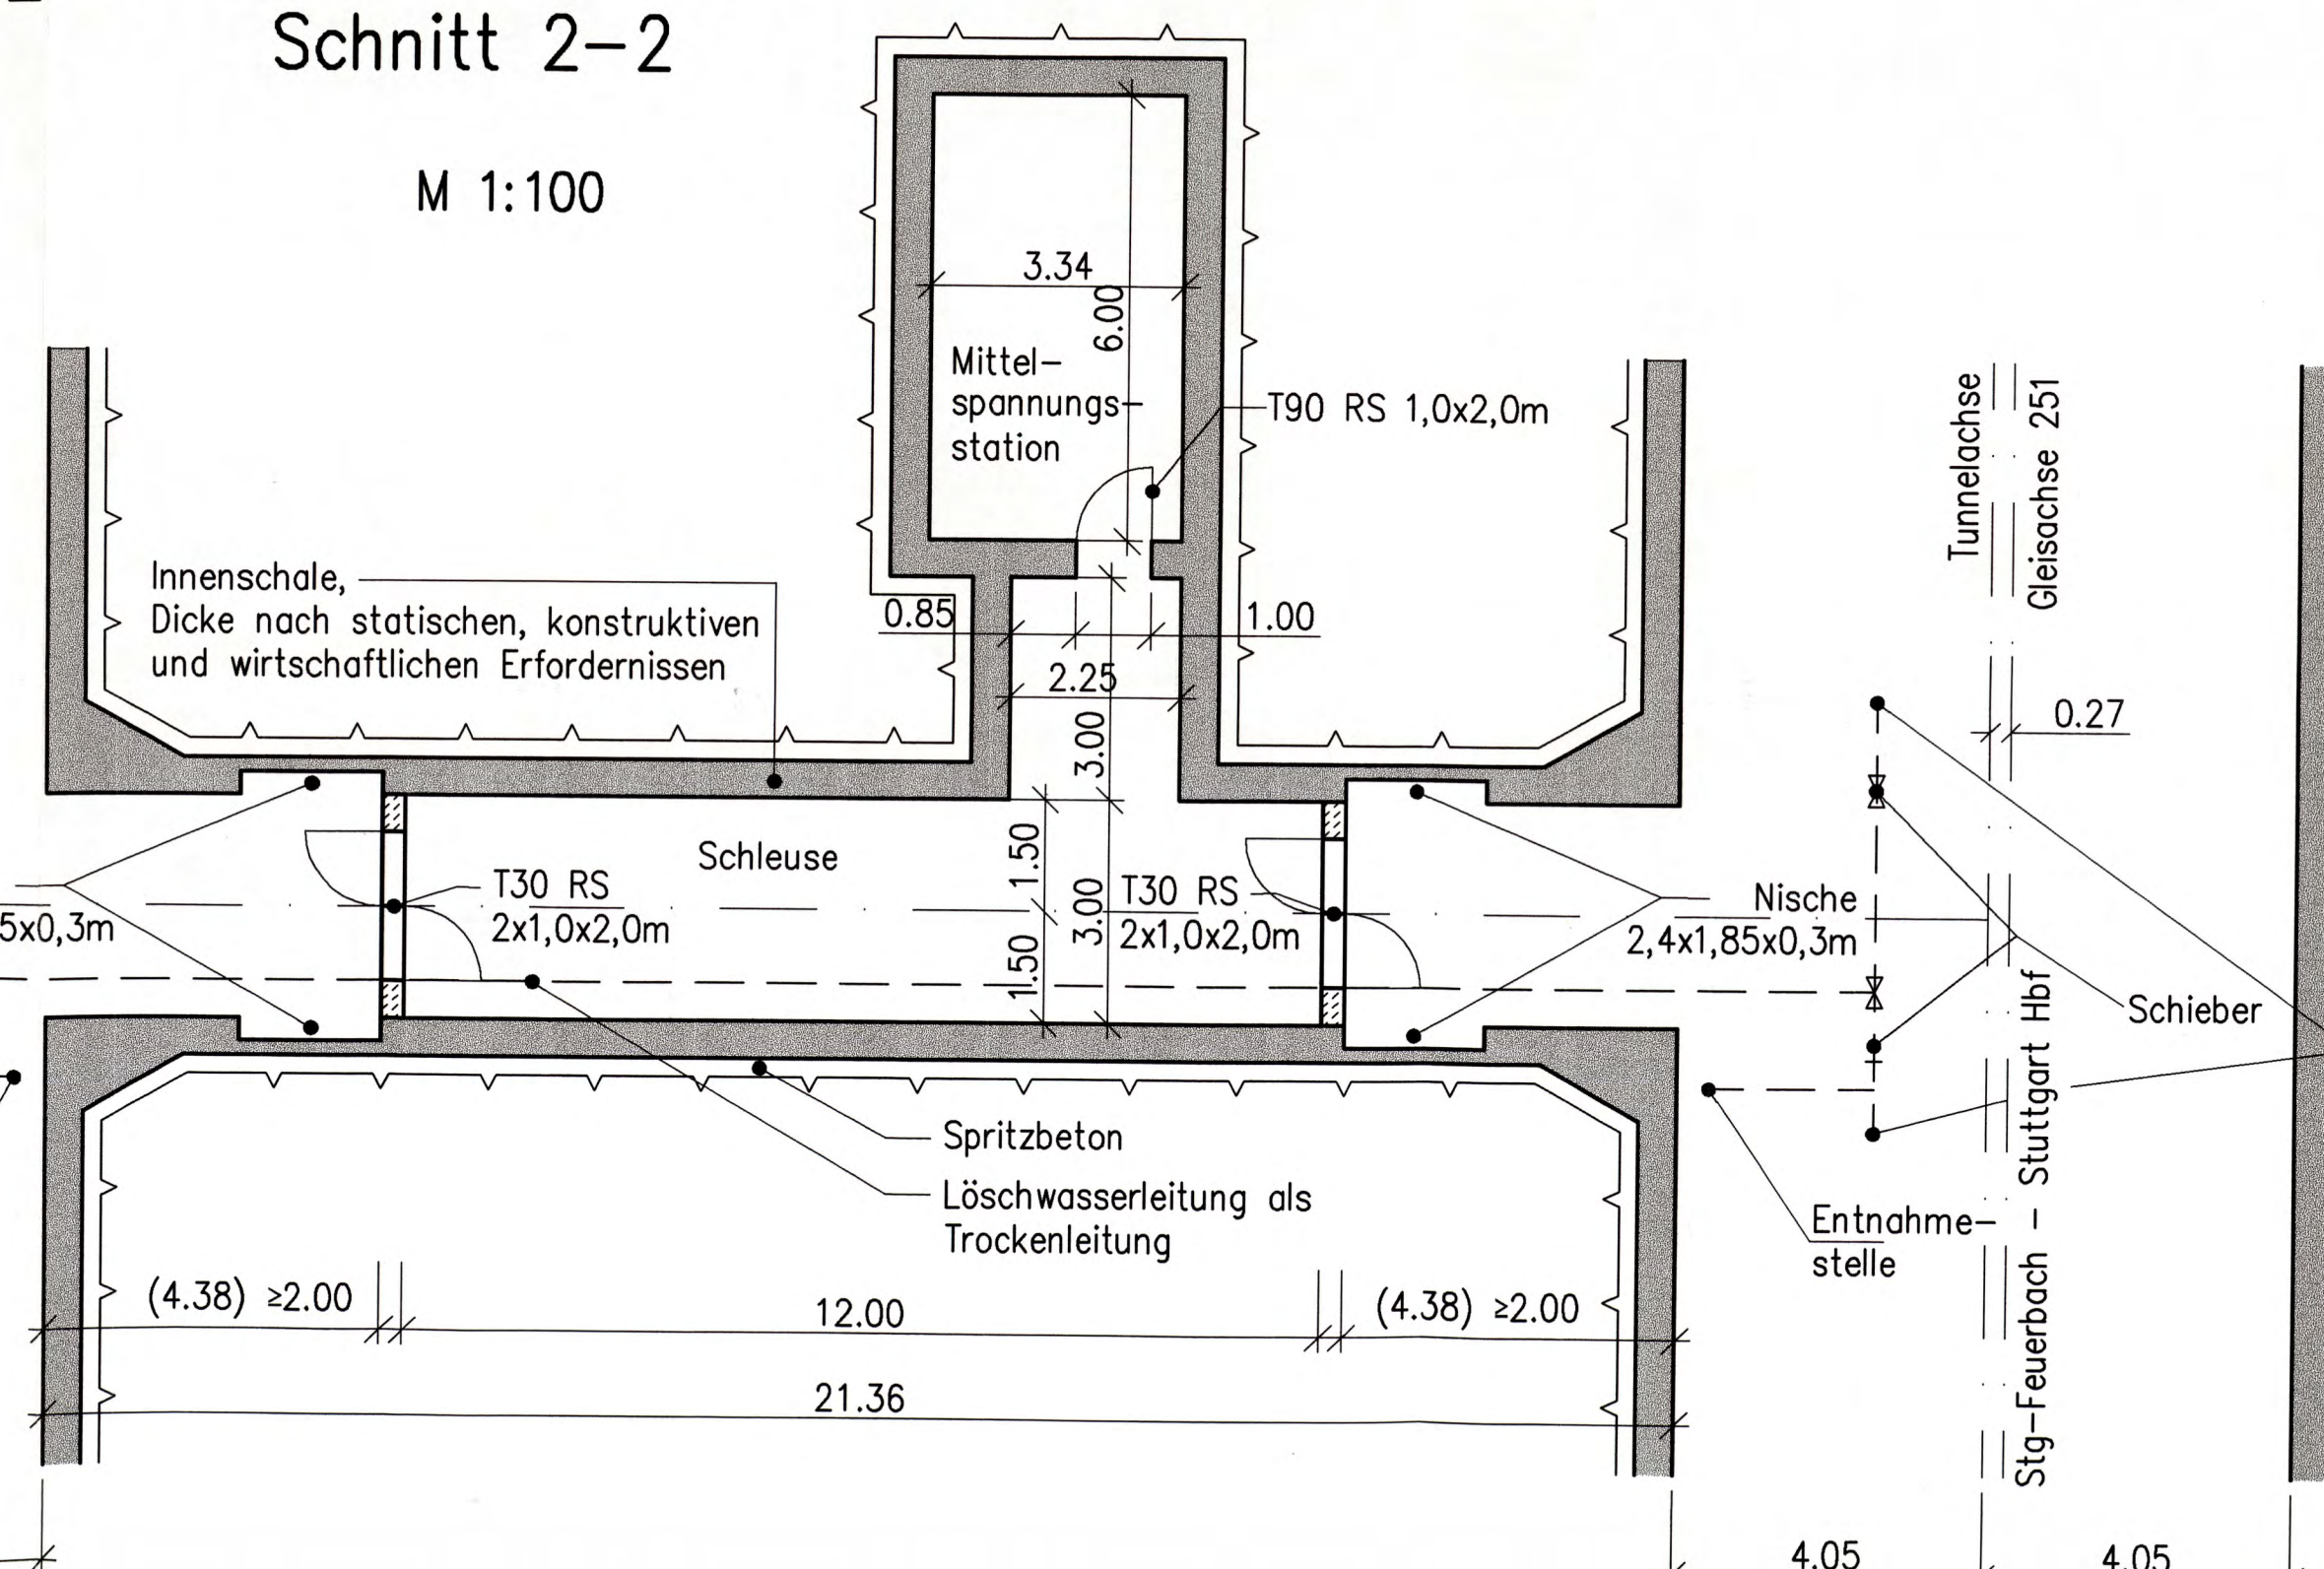 Schnitt 2-2
M 1:100
3.34
6.00
Mittel-
spannungs-
station
T90 RS 1,0x2,0m
Tunnelachse
Gleisachse 251
Innenschale,
Dicke nach statischen, konstruktiven
und wirtschaftlichen Erfordernissen
0.85
1.00
2.25
3.00
0.27
Schleuse
1.50
3.00
1.50
T30 RS
2x1,0x2,0m
T30 RS
2x1,0x2,0m
5x0,3m
Nische
2,4x1,85x0,3m
Schieber
Stg-Feuerbach - Stuttgart Hbf
Spritzbeton
Löschwasserleitung als
Trockenleitung
Entnahme-
stelle
(4.38) ≥2.00
12.00
(4.38) ≥2.00
21.36
4.05
4.05